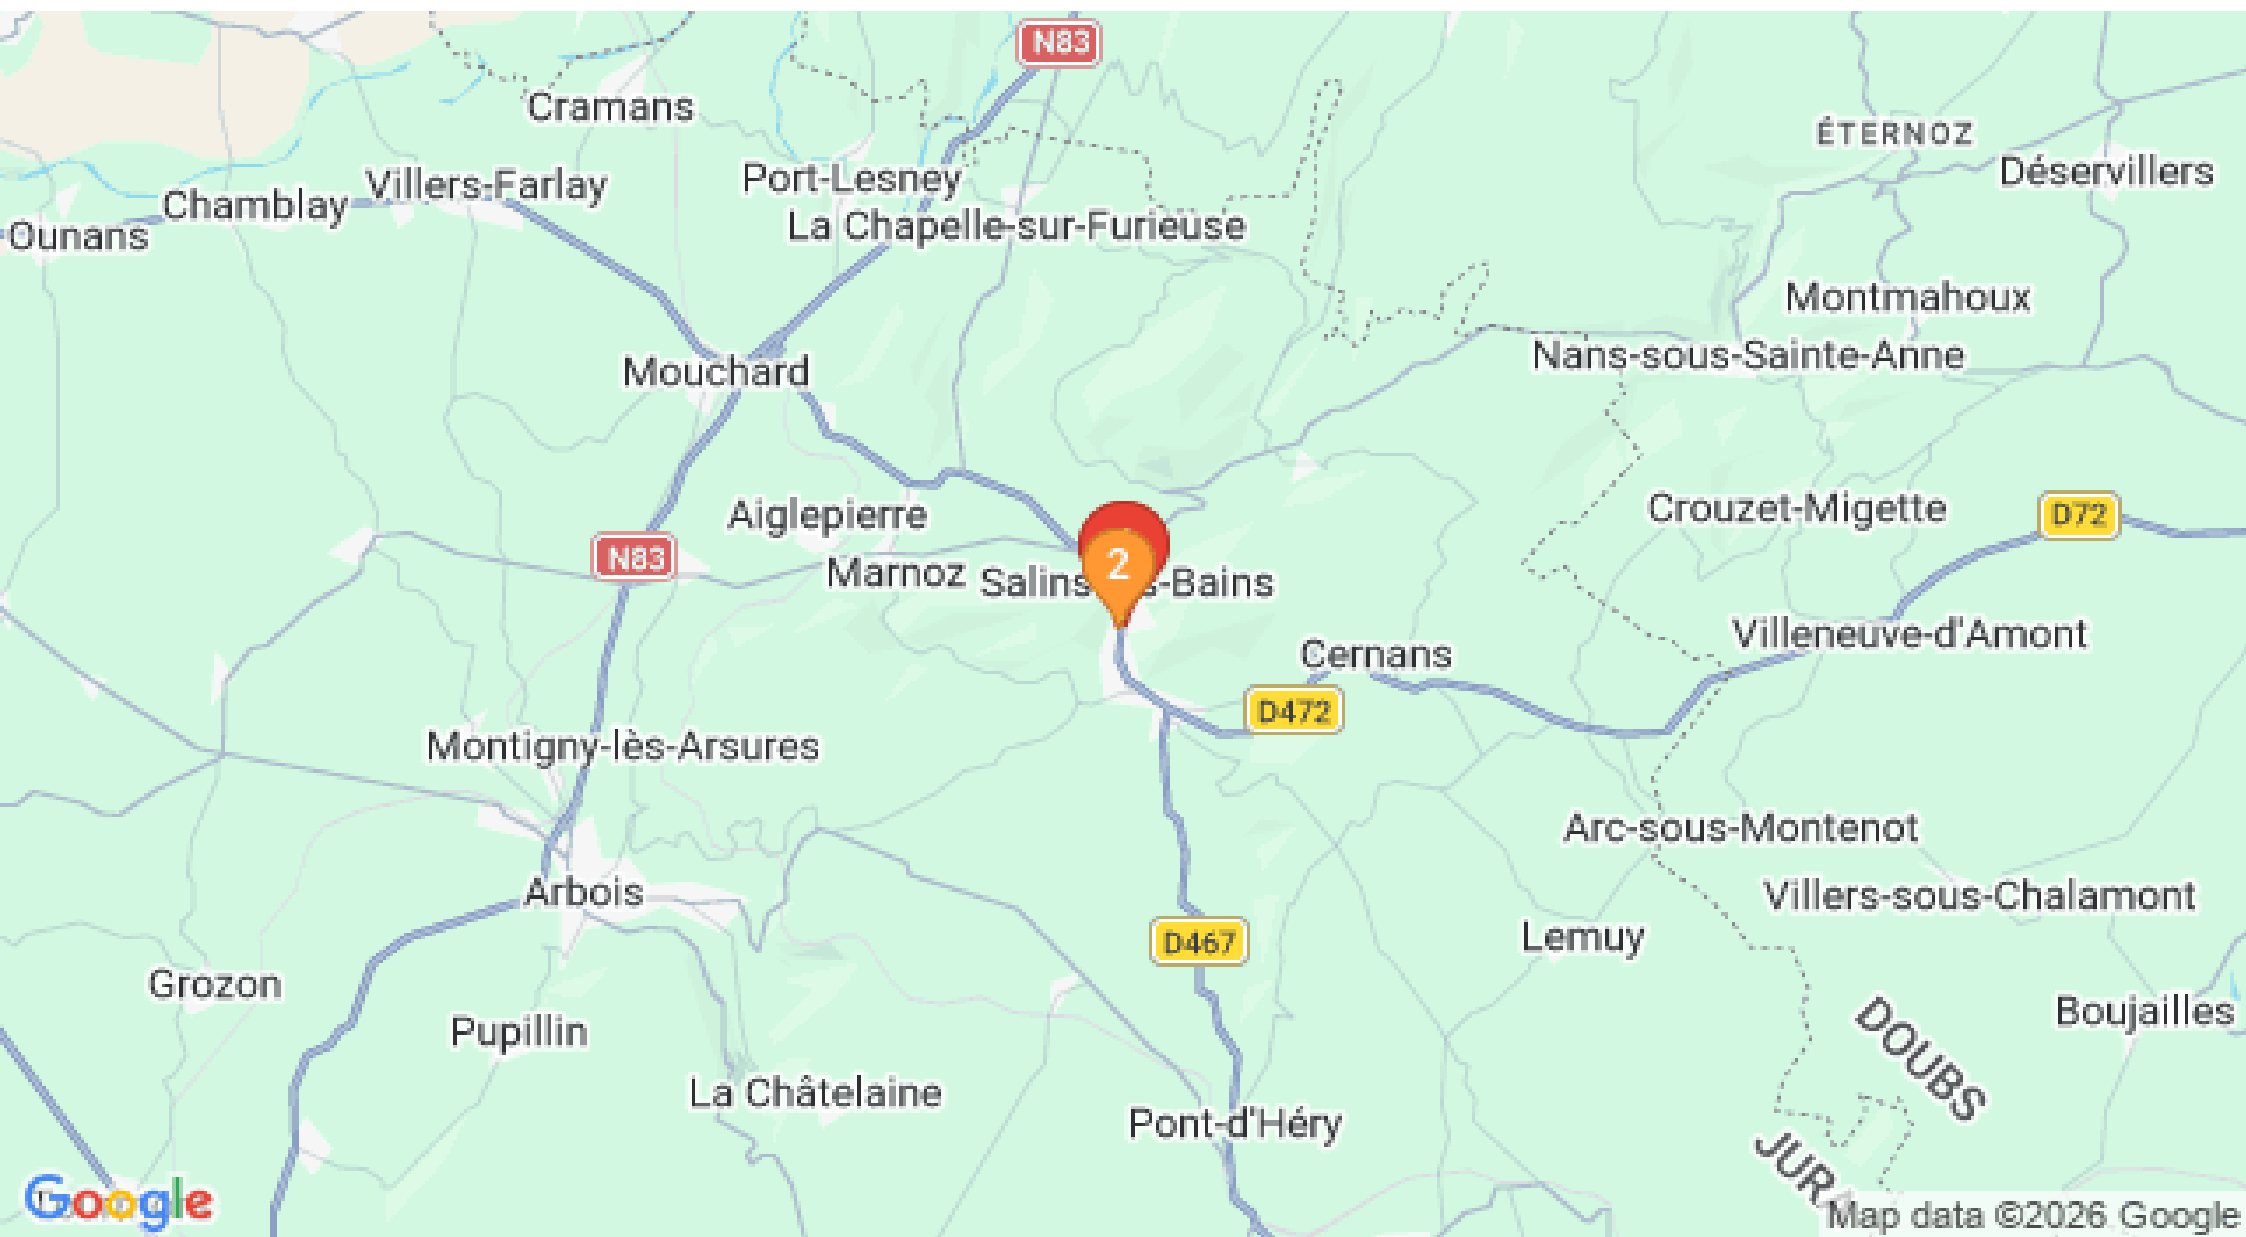 N83
Cramans
ÉTERNOZ
Déservillers
Villers-Farlay
Port-Lesney
Chamblay
La Chapelle-sur-Furieuse
Ounans
Montmahoux
Nans-sous-Sainte-Anne
Mouchard
Aiglepierre
Crouzet-Migette
D72
N83
2
Marnoz
Salins
s-Bains
Villeneuve-d'Amont
Cernans
D472
Montigny-lès-Arsures
Arc-sous-Montenot
Arbois
Villers-sous-Chalamont
D467
Lemuy
Grozon
Boujailles
Pupillin
DOUBS
La Châtelaine
Pont-d'Héry
JURA
Google
Map data ©2026 Google